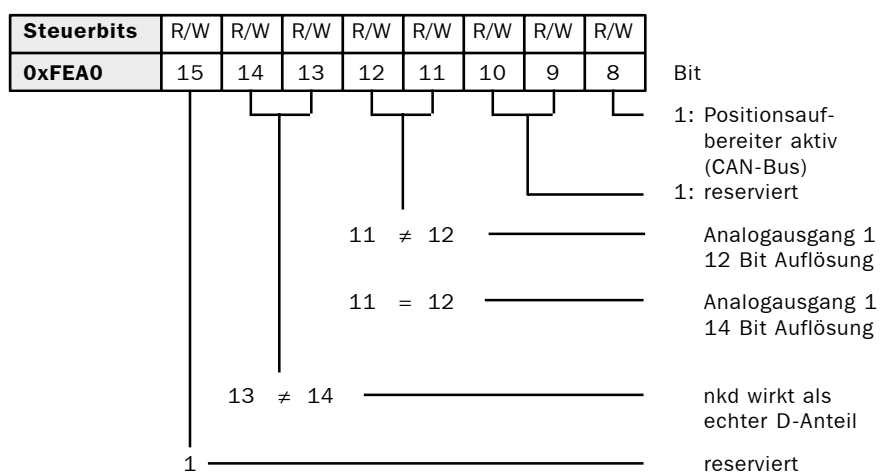 Steuerbits R/W R/W R/W R/W R/W R/W R/W R/W
0xFEA0 15 14 13 12 11 10 9 8 Bit
1: Positionsauf-
bereiter aktiv
(CAN-Bus)
1: reserviert
11 ≠ 12 Analogausgang 1
12 Bit Auflösung
11 = 12 Analogausgang 1
14 Bit Auflösung
13 ≠ 14 nkd wirkt als
echter D-Anteil
1 reserviert